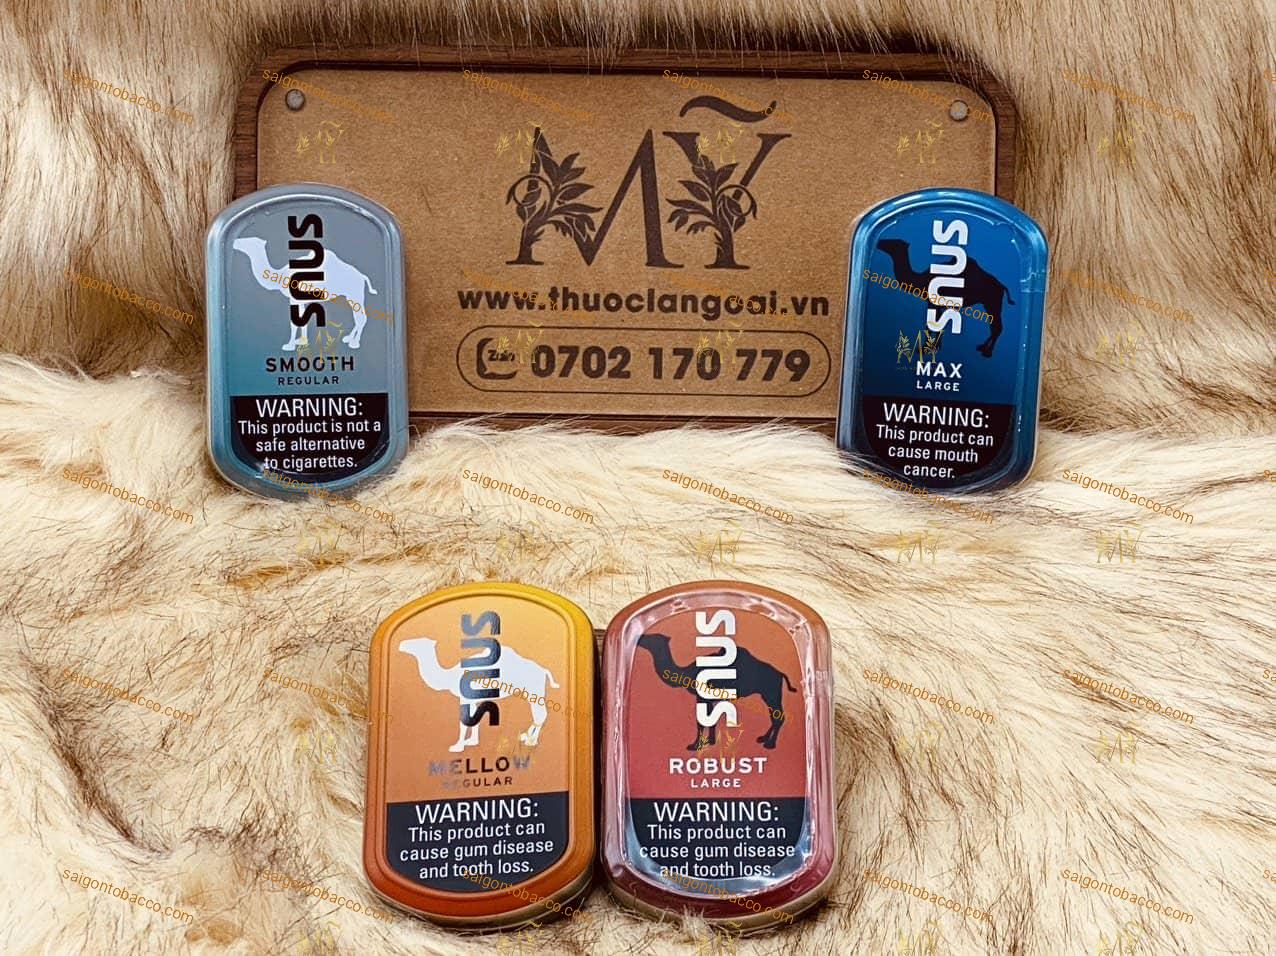 MỸ
www.thuoclangoai.vn
Zalo 0702 170 779
snus
SMOOTH
REGULAR
WARNING:
This product is not a
safe alternative
to cigarettes.
snus
MAX
LARGE
WARNING:
This product can
cause mouth
cancer.
snus
MELLOW
REGULAR
WARNING:
This product can
cause gum disease
and tooth loss.
snus
ROBUST
LARGE
WARNING:
This product can
cause gum disease
and tooth loss.
saigontobacco.com